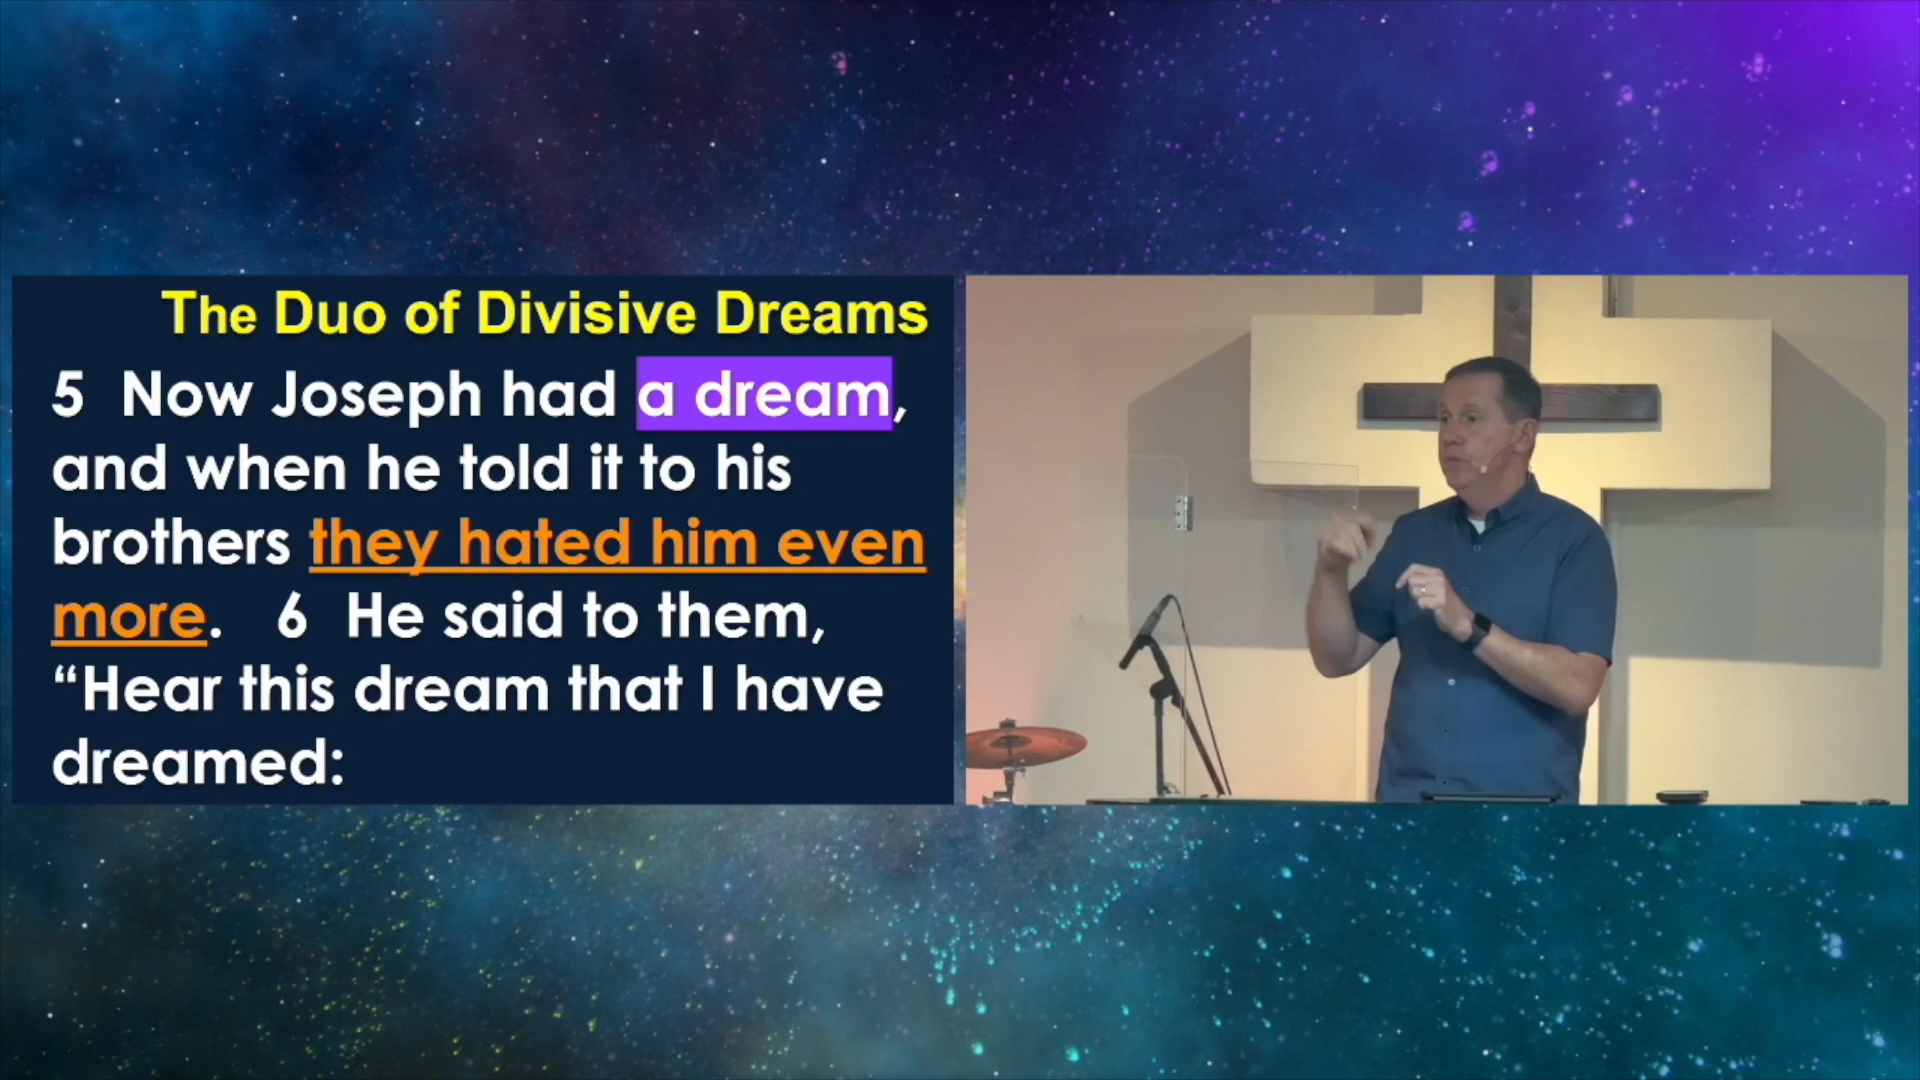 The Duo of Divisive Dreams
5 Now Joseph had a dream,
and when he told it to his
brothers they hated him even
more. 6 He said to them,
“Hear this dream that I have
dreamed: